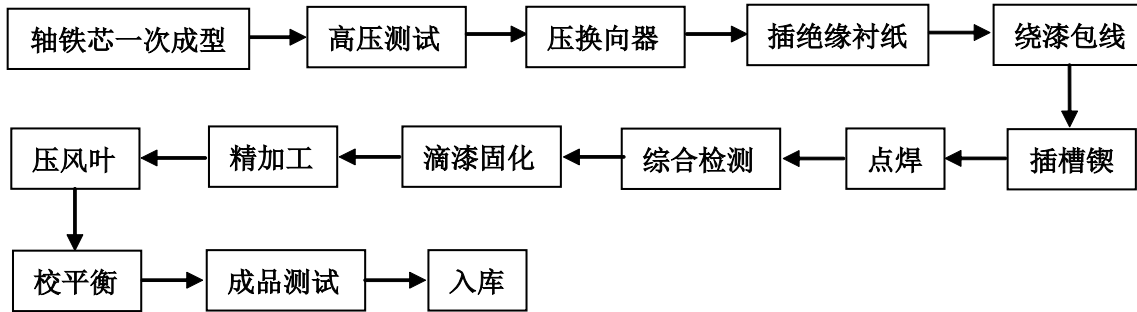 轴铁芯一次成型
高压测试
压换向器
插绝缘衬纸
绕漆包线
插槽锲
点焊
综合检测
滴漆固化
精加工
压风叶
校平衡
成品测试
入库